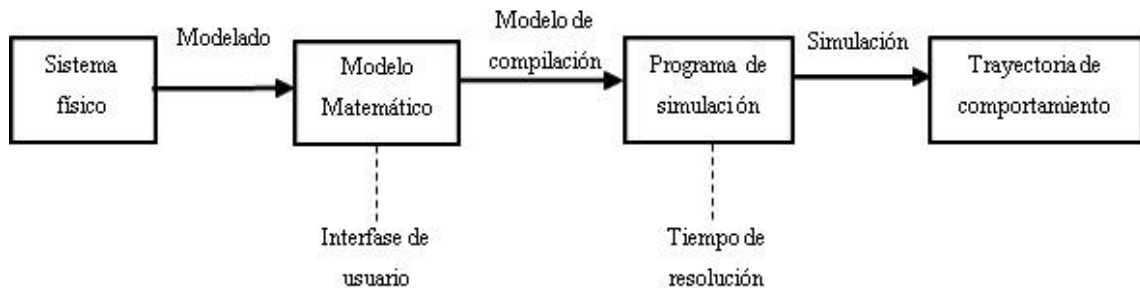 Sistema
físico
Modelado
Modelo
Matemático
Modelo de
compilación
Programa de
simulación
Simulación
Trayectoria de
comportamiento
Interfase de
usuario
Tiempo de
resolución